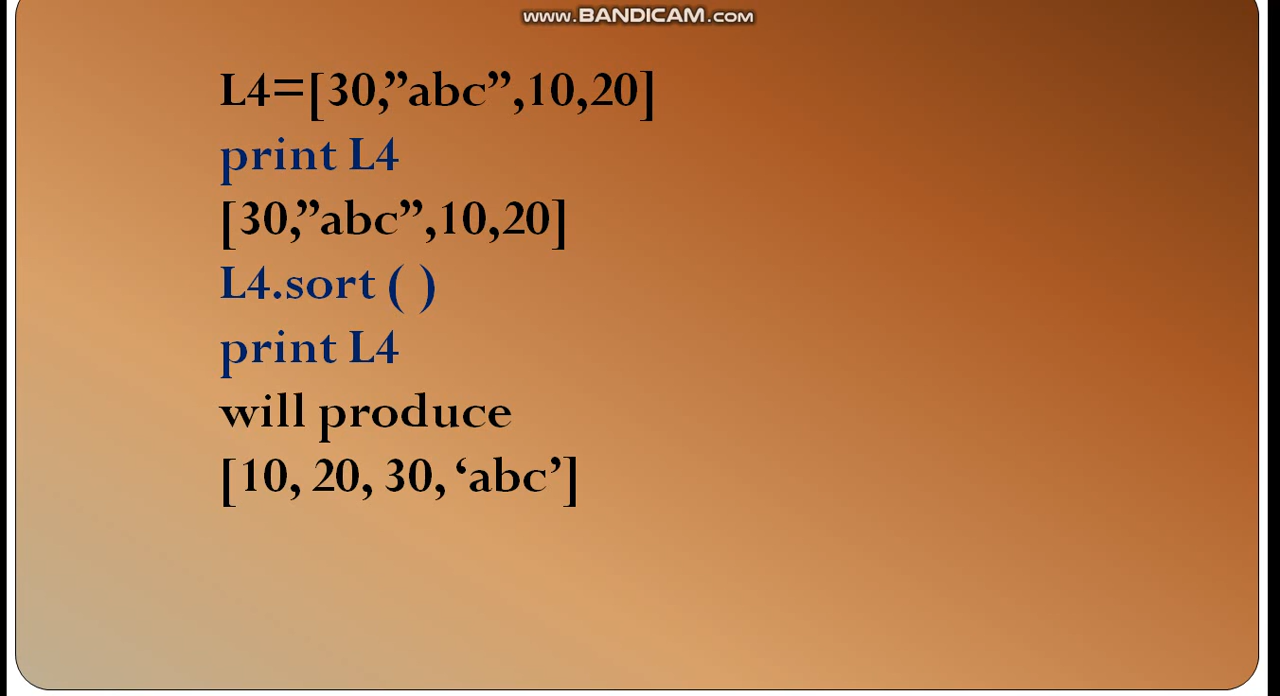 www.BANDICAM.com
L4=[30,”abc”,10,20]
print L4
[30,”abc”,10,20]
L4.sort ( )
print L4
will produce
[10, 20, 30, ‘abc’]